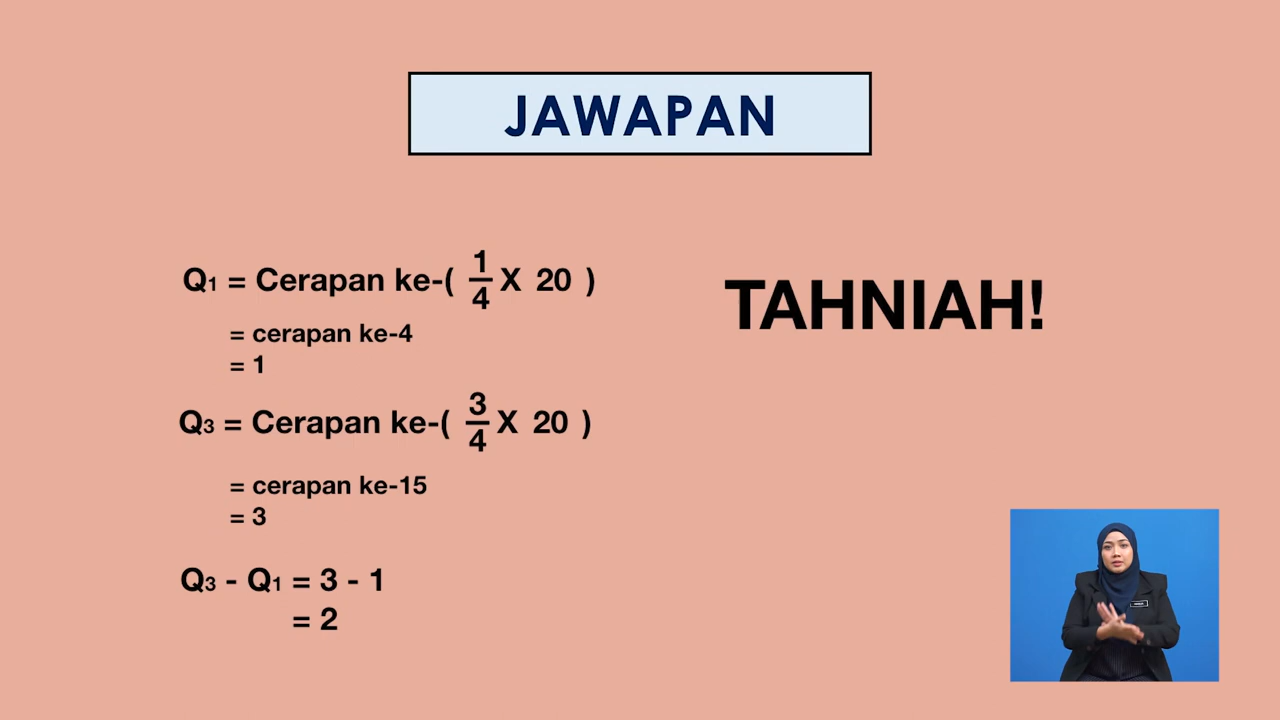 JAWAPAN
Q1 = Cerapan ke-( 1/4 X 20 )
= cerapan ke-4
= 1
Q3 = Cerapan ke-( 3/4 X 20 )
= cerapan ke-15
= 3
Q3 - Q1 = 3 - 1
= 2
TAHNIAH!